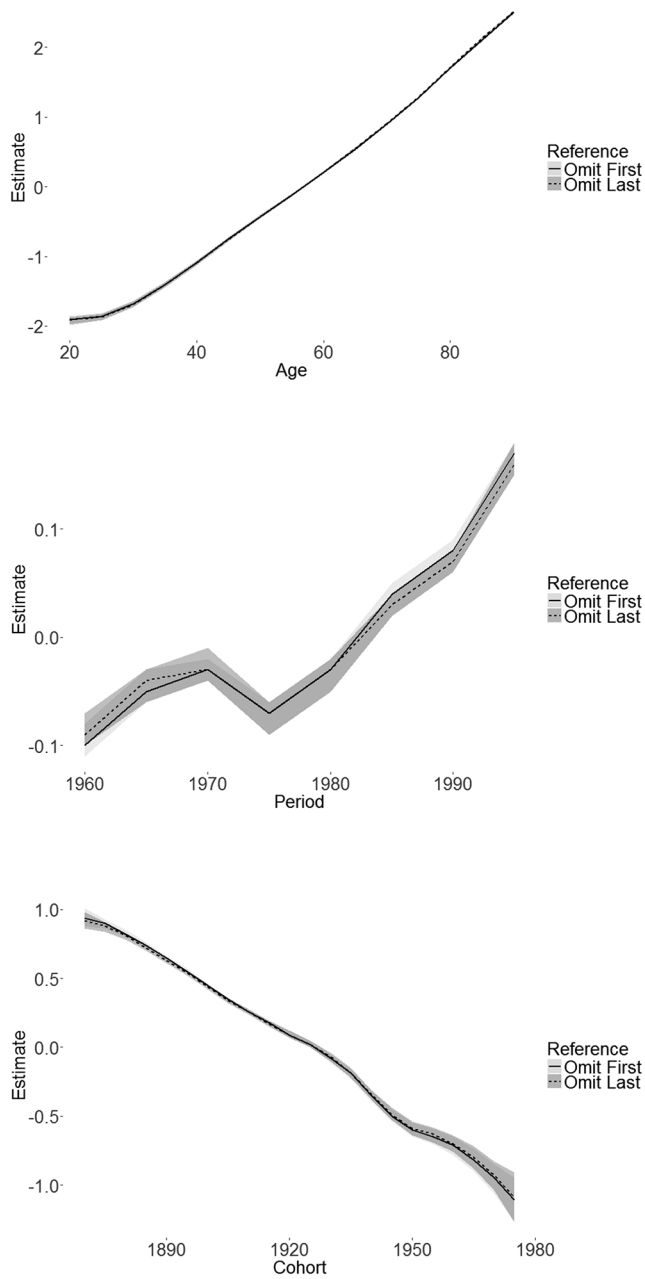 2
1
0
-1
-2
Estimate
20
40
60
80
Age
Reference
Omit First
Omit Last
0.1
0.0
-0.1
Estimate
1960
1970
1980
1990
Period
Reference
Omit First
Omit Last
1.0
0.5
0.0
-0.5
-1.0
Estimate
1890
1920
1950
1980
Cohort
Reference
Omit First
Omit Last